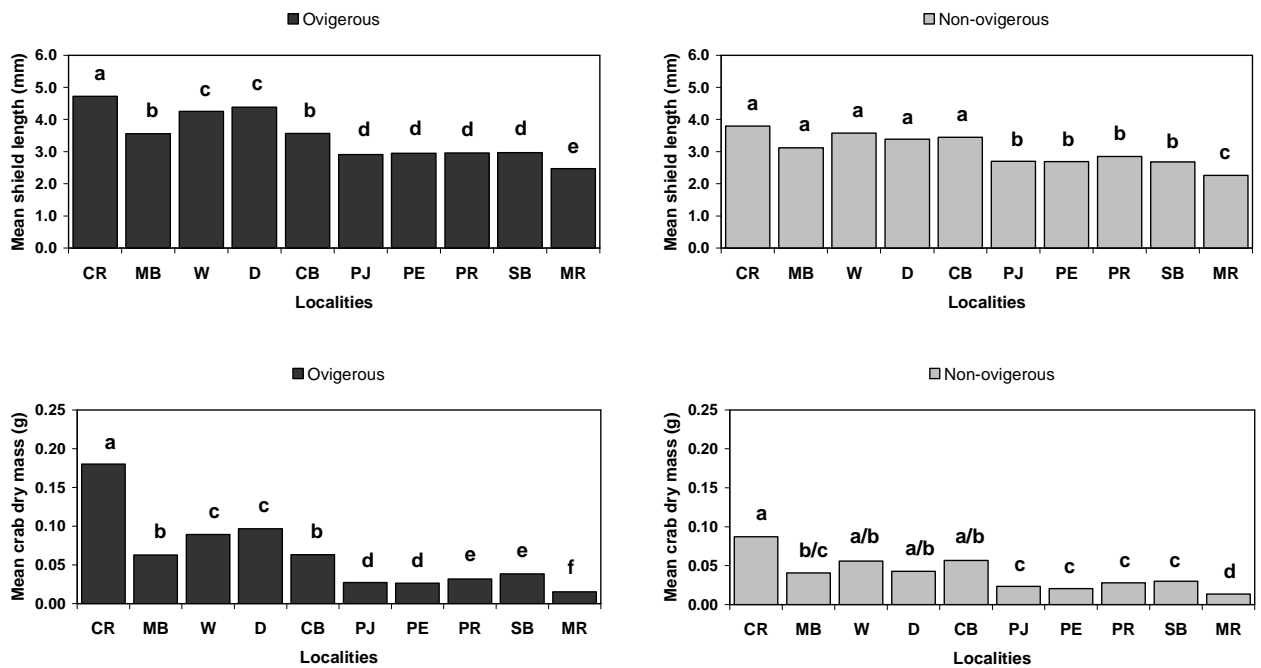 Ovigerous
Mean shield length (mm)
6.0
5.0
4.0
3.0
2.0
1.0
0.0
a b c c b d d d d e
CR MB W D CB PJ PE PR SB MR
Localities
Non-ovigerous
Mean shield length (mm)
6.0
5.0
4.0
3.0
2.0
1.0
0.0
a a a a a b b b b c
CR MB W D CB PJ PE PR SB MR
Localities
Ovigerous
Mean crab dry mass (g)
0.25
0.20
0.15
0.10
0.05
0.00
a b c c b d d e e f
CR MB W D CB PJ PE PR SB MR
Localities
Non-ovigerous
Mean crab dry mass (g)
0.25
0.20
0.15
0.10
0.05
0.00
a b/c a/b a/b a/b c c c c d
CR MB W D CB PJ PE PR SB MR
Localities